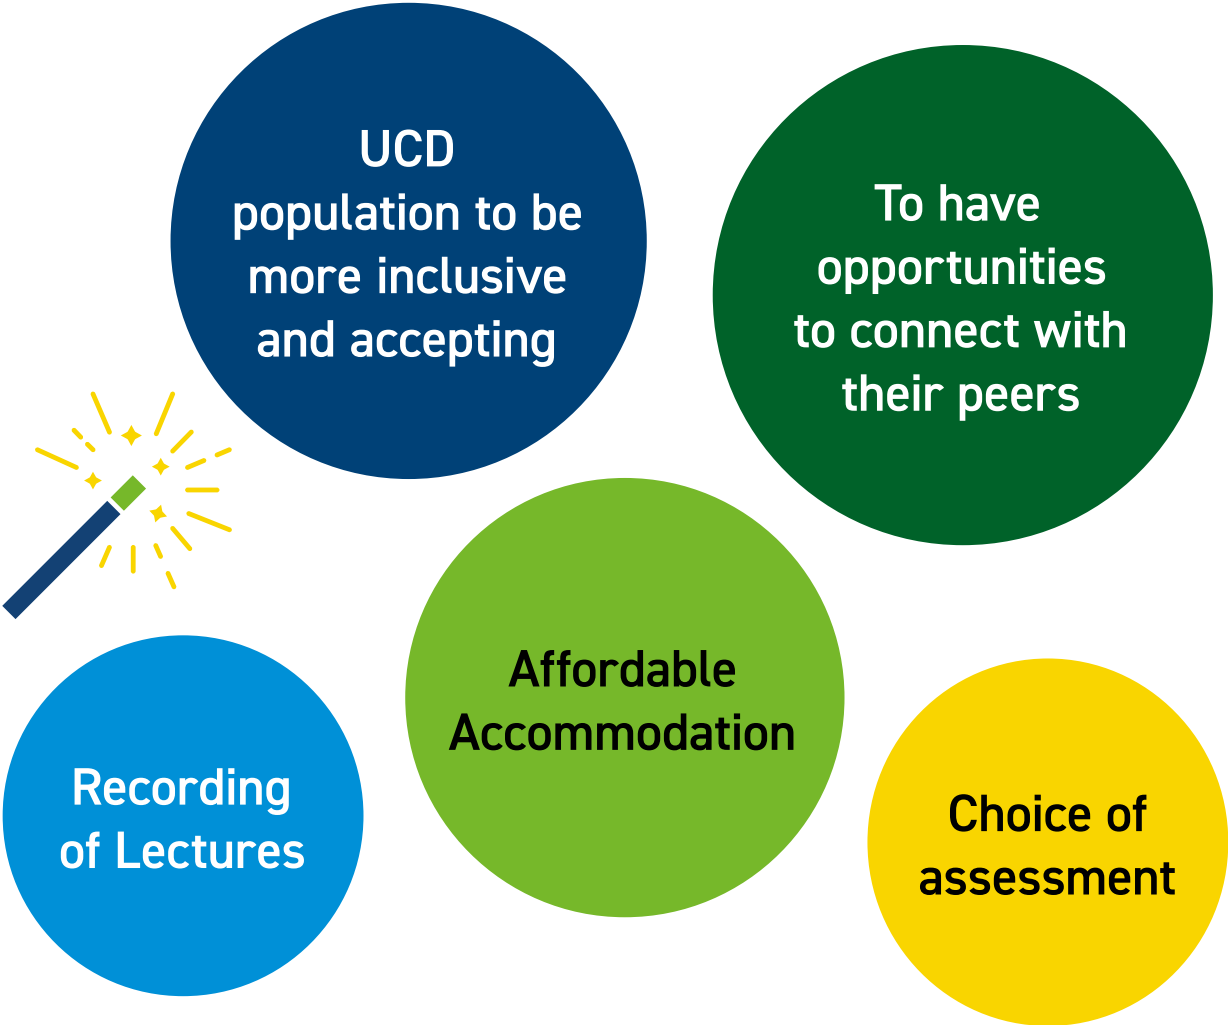 UCD
population to be
more inclusive
and accepting
To have
opportunities
to connect with
their peers
Affordable
Accommodation
Recording
of Lectures
Choice of
assessment